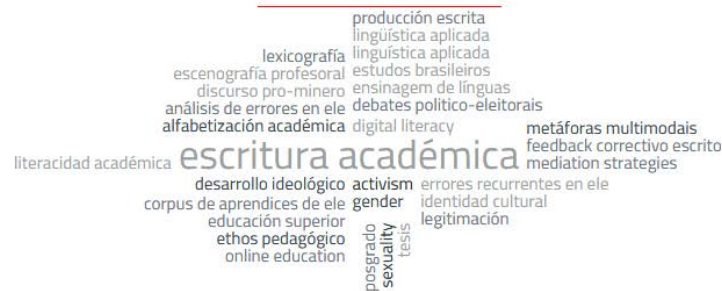 producción escrita
lingüística aplicada
lexicografía linguística aplicada
escenografía profesoral estudos brasileiros
discurso pro-minero ensinagem de línguas
análisis de errores en ele debates politico-eleitorais
alfabetización académica digital literacy
metáforas multimodais
feedback correctivo escrito
literacidad académica escritura académica mediation strategies
desarrollo ideológico activism errores recurrentes en ele
corpus de aprendices de ele gender identidad cultural
educación superior legitimación
ethos pedagógico
online education
posgrado
sexuality
tesis